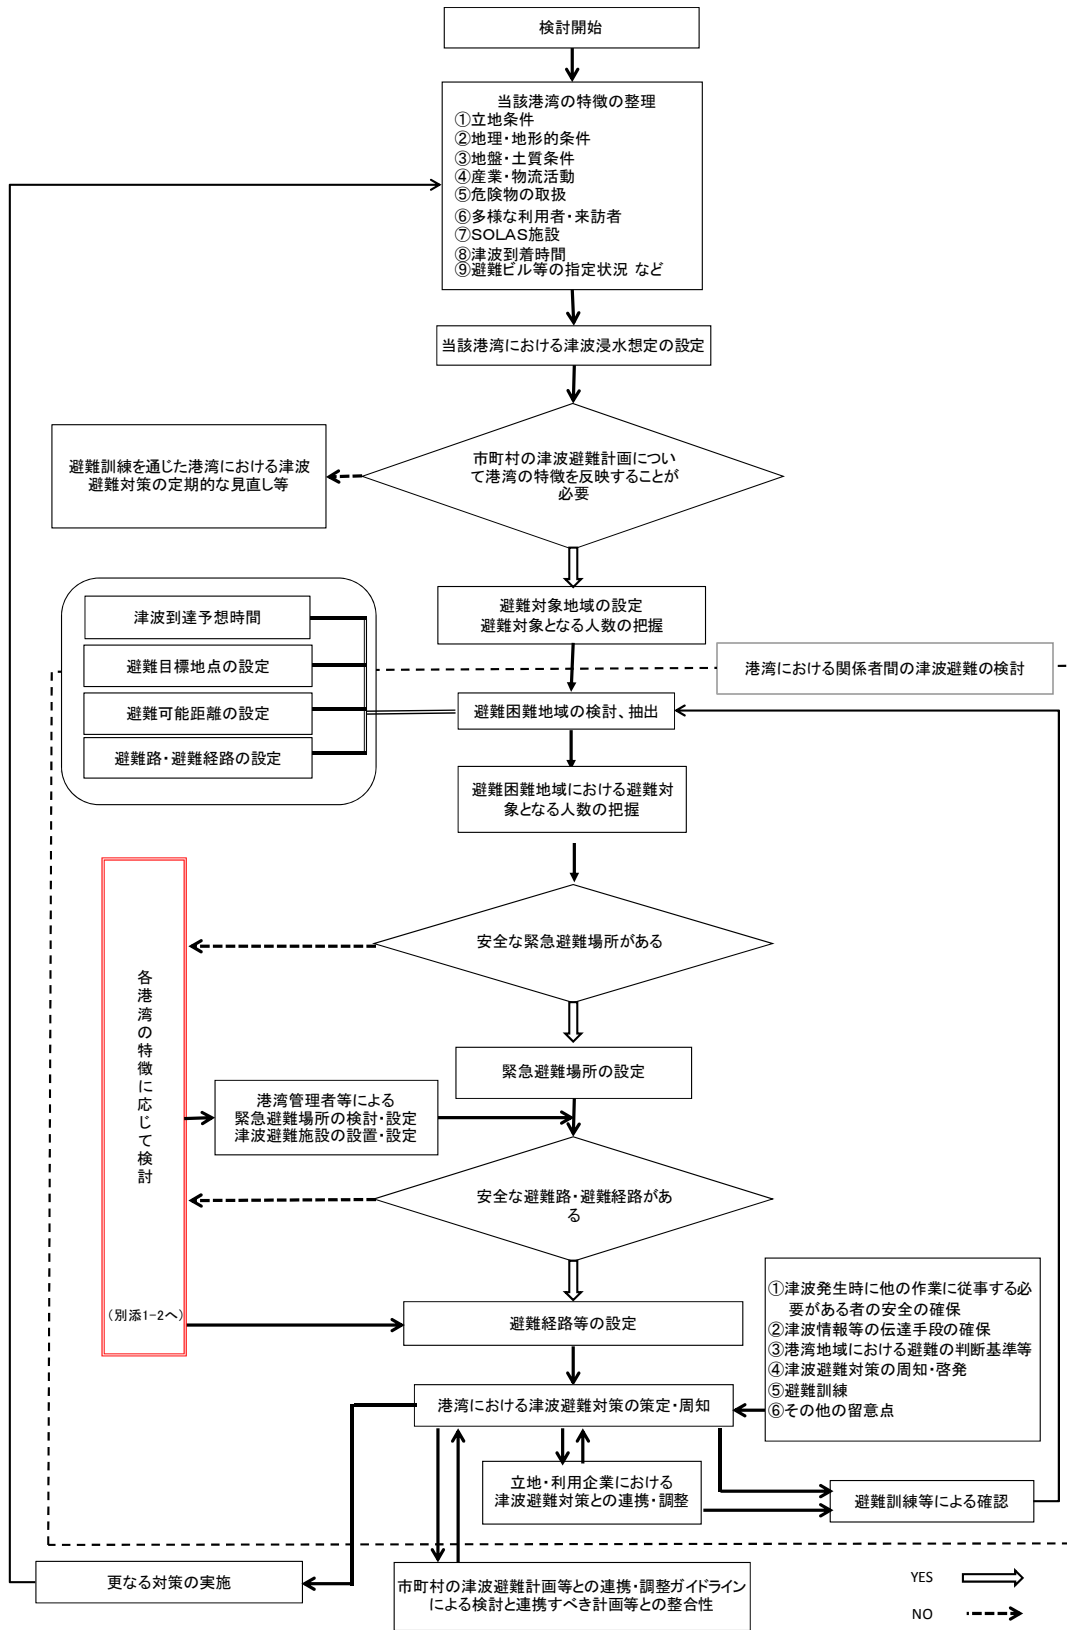 検討開始
当該港湾の特徴の整理
①立地条件
②地理・地形的条件
③地盤・土質条件
④産業・物流活動
⑤危険物の取扱
⑥多様な利用者・来訪者
⑦SOLAS施設
⑧津波到着時間
⑨避難ビル等の指定状況 など
当該港湾における津波浸水想定の設定
市町村の津波避難計画につい
て港湾の特徴を反映することが
必要
避難訓練を通じた港湾における津波
避難対策の定期的な見直し等
避難対象地域の設定
避難対象となる人数の把握
津波到達予想時間
避難目標地点の設定
避難可能距離の設定
避難路・避難経路の設定
港湾における関係者間の津波避難の検討
避難困難地域の検討、抽出
避難困難地域における避難対
象となる人数の把握
安全な緊急避難場所がある
各港湾の特徴に応じて検討
(別添1-2へ)
緊急避難場所の設定
港湾管理者等による
緊急避難場所の検討・設定
津波避難施設の設置・設定
安全な避難路・避難経路があ
る
避難経路等の設定
①津波発生時に他の作業に従事する必
要がある者の安全の確保
②津波情報等の伝達手段の確保
③港湾地域における避難の判断基準等
④津波避難対策の周知・啓発
⑤避難訓練
⑥その他の留意点
港湾における津波避難対策の策定・周知
立地・利用企業における
津波避難対策との連携・調整
避難訓練等による確認
更なる対策の実施
市町村の津波避難計画等との連携・調整ガイドライン
による検討と連携すべき計画等との整合性
YES
NO